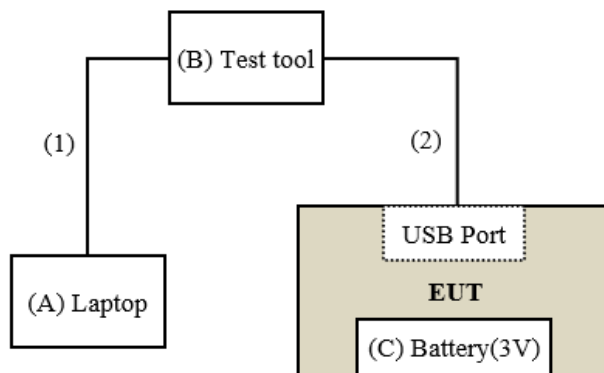 (B) Test tool
(1)
(2)
USB Port
EUT
(A) Laptop
(C) Battery(3V)